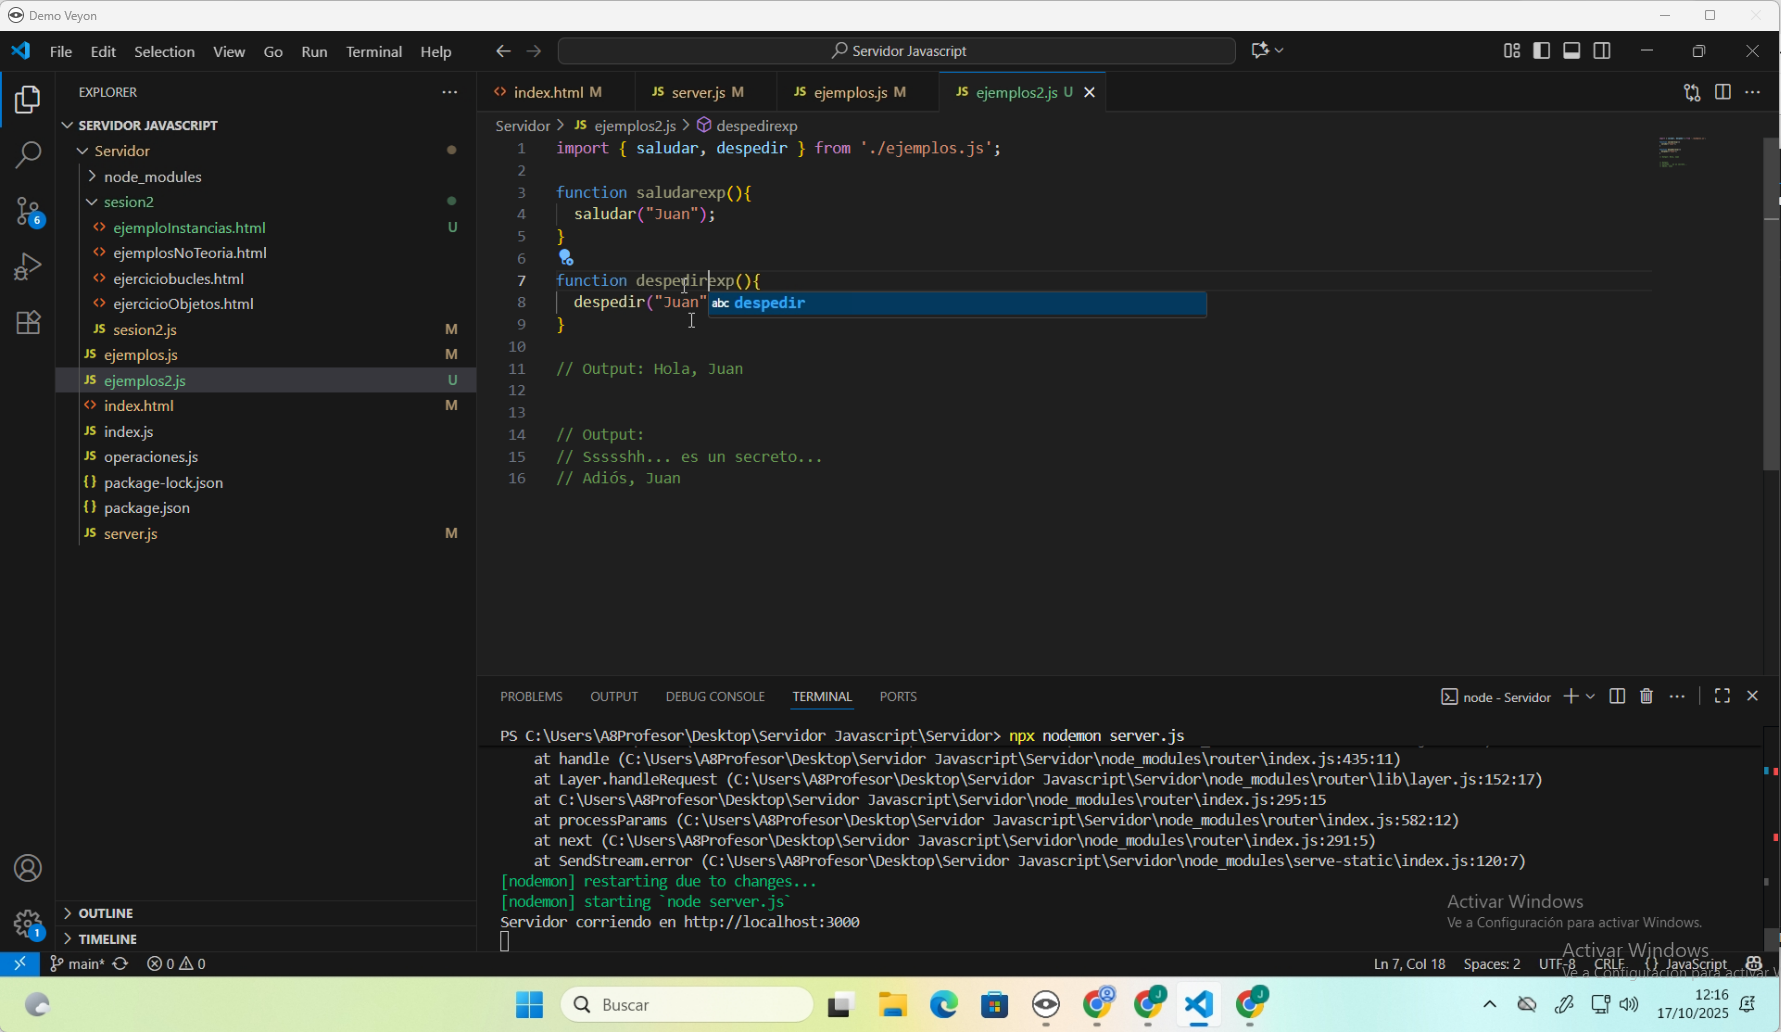 Demo Veyon
File Edit Selection View Go Run Terminal Help
Servidor Javascript
EXPLORER
index.html M
JS server.js M
JS ejemplos.js M
JS ejemplos2.js U
SERVIDOR JAVASCRIPT
Servidor
node_modules
sesion2
ejemploInstancias.html U
ejemplosNoTeoria.html
ejerciciobucles.html
ejercicioObjetos.html
JS sesion2.js M
JS ejemplos.js M
JS ejemplos2.js U
index.html M
JS index.js
JS operaciones.js
{} package-lock.json
{} package.json
JS server.js M
6
1
OUTLINE
TIMELINE
Servidor > JS ejemplos2.js > despedirexp
1 import { saludar, despedir } from './ejemplos.js';
2
3 function saludarexp(){
4 saludar("Juan");
5 }
6
7 function despedirexp(){
8 despedir("Juan"
abc despedir
9 }
10
11 // Output: Hola, Juan
12
13
14 // Output:
15 // Ssssshh... es un secreto...
16 // Adiós, Juan
PROBLEMS OUTPUT DEBUG CONSOLE TERMINAL PORTS
node - Servidor
PS C:\Users\A8Profesor\Desktop\Servidor Javascript\Servidor> npx nodemon server.js
at handle (C:\Users\A8Profesor\Desktop\Servidor Javascript\Servidor\node_modules\router\index.js:435:11)
at Layer.handleRequest (C:\Users\A8Profesor\Desktop\Servidor Javascript\Servidor\node_modules\router\lib\layer.js:152:17)
at C:\Users\A8Profesor\Desktop\Servidor Javascript\Servidor\node_modules\router\index.js:295:15
at processParams (C:\Users\A8Profesor\Desktop\Servidor Javascript\Servidor\node_modules\router\index.js:582:12)
at next (C:\Users\A8Profesor\Desktop\Servidor Javascript\Servidor\node_modules\router\index.js:291:5)
at SendStream.error (C:\Users\A8Profesor\Desktop\Servidor Javascript\Servidor\node_modules\serve-static\index.js:120:7)
[nodemon] restarting due to changes...
[nodemon] starting `node server.js`
Servidor corriendo en http://localhost:3000
Activar Windows
Ve a Configuración para activar Windows.
Activar Windows
Ve a Configuración para activar W
main* 0 0
Ln 7, Col 18 Spaces: 2 UTF-8 CRLF {} JavaScript
Buscar
12:16
17/10/2025